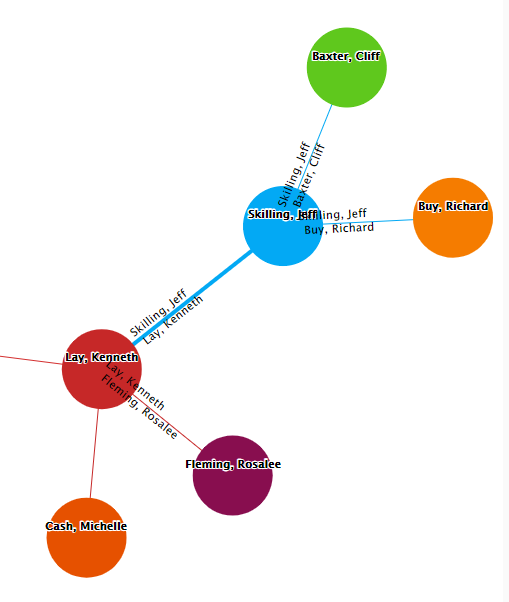 Baxter, Cliff
Skilling, Jeff
Baxter, Cliff
Buy, Richard
Skilling, Jeff
Skilling, Jeff
Buy, Richard
Skilling, Jeff
Lay, Kenneth
Lay, Kenneth
Lay, Kenneth
Fleming, Rosalee
Fleming, Rosalee
Cash, Michelle